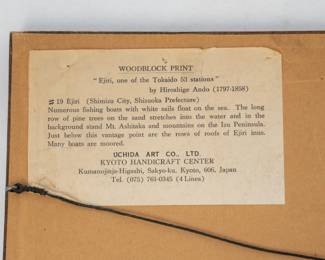 WOODBLOCK PRINT
"Ejiri, one of the Tokaido 53 stations"
by Hiroshige Ando (1797-1858)
#19 Ejiri (Shimizu City, Shizuoka Prefecture)
Numerous fishing boats with white sails float on the sea. The long
row of pine trees on the sand stretches into the water and in the
background stand Mt. Ashitaka and mountains on the Izu Peninsula.
Just below this vantage point are the rows of roofs of Ejiri inns.
Many boats are moored.
UCHIDA ART CO., LTD.
KYOTO HANDICRAFT CENTER
Kumanojinja-Higashi, Sakyo-ku, Kyoto, 606, Japan
Tel. (075) 761-0345 (4 Lines)